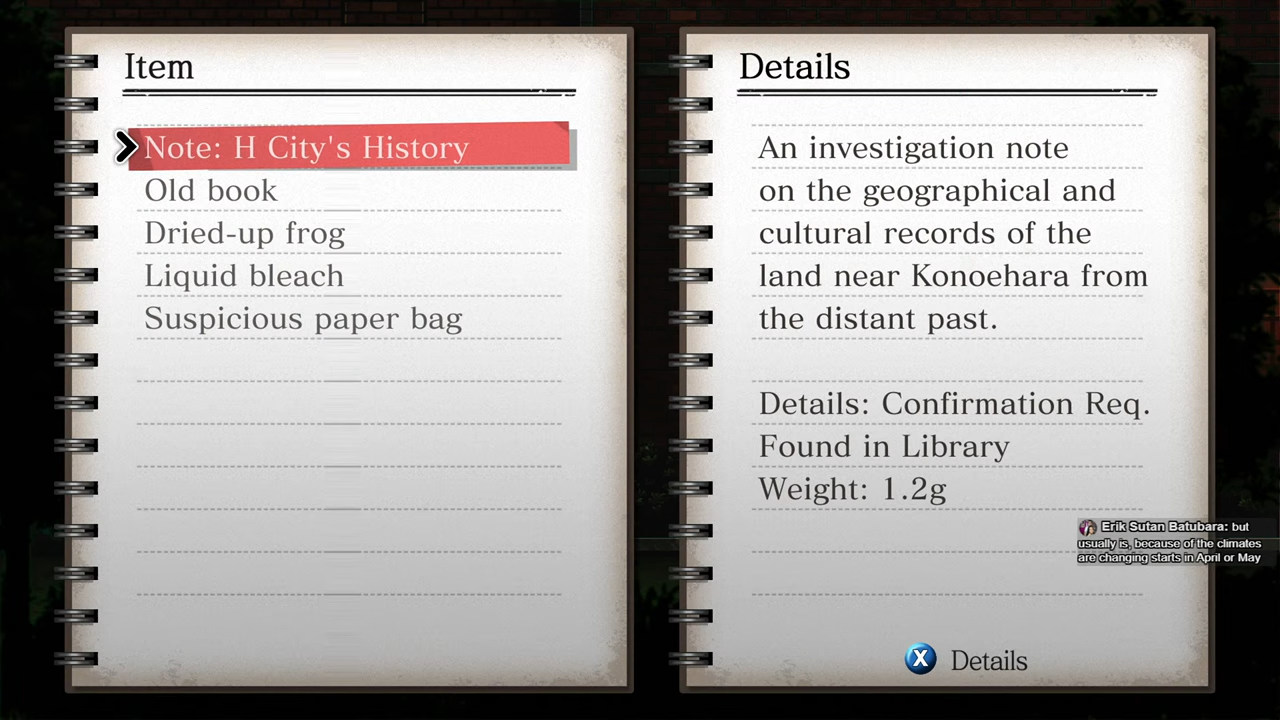 Item
Note: H City's History
Old book
Dried-up frog
Liquid bleach
Suspicious paper bag
Details
An investigation note
on the geographical and
cultural records of the
land near Konoehara from
the distant past.
Details: Confirmation Req.
Found in Library
Weight: 1.2g
Erik Sutan Batubara: but
usually is, because of the climates
are changing starts in April or May
X Details